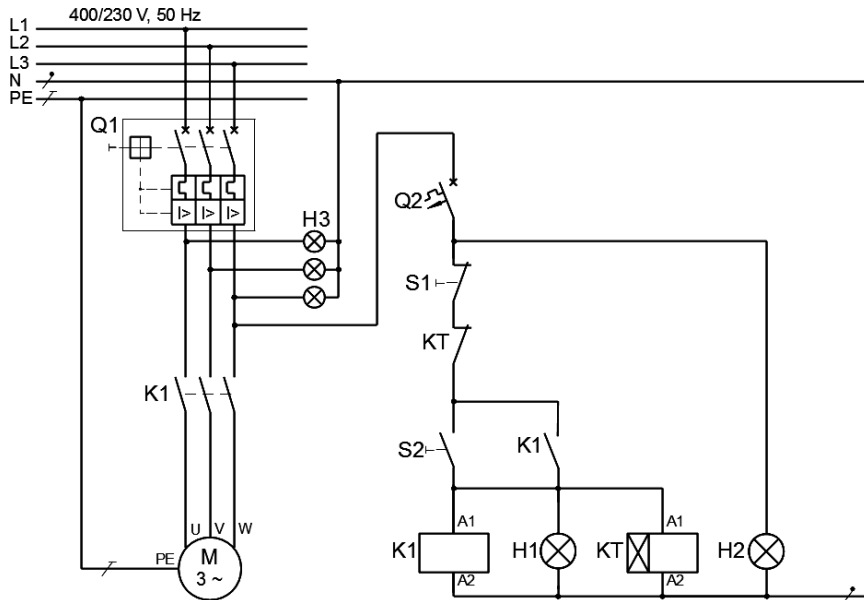 400/230 V, 50 Hz
L1
L2
L3
N
PE
Q1
I> I> I>
H3
Q2
S1
KT
K1
S2 K1
U V W
A1 A1
K1 H1 KT H2
A2 A2
PE M
3 ~